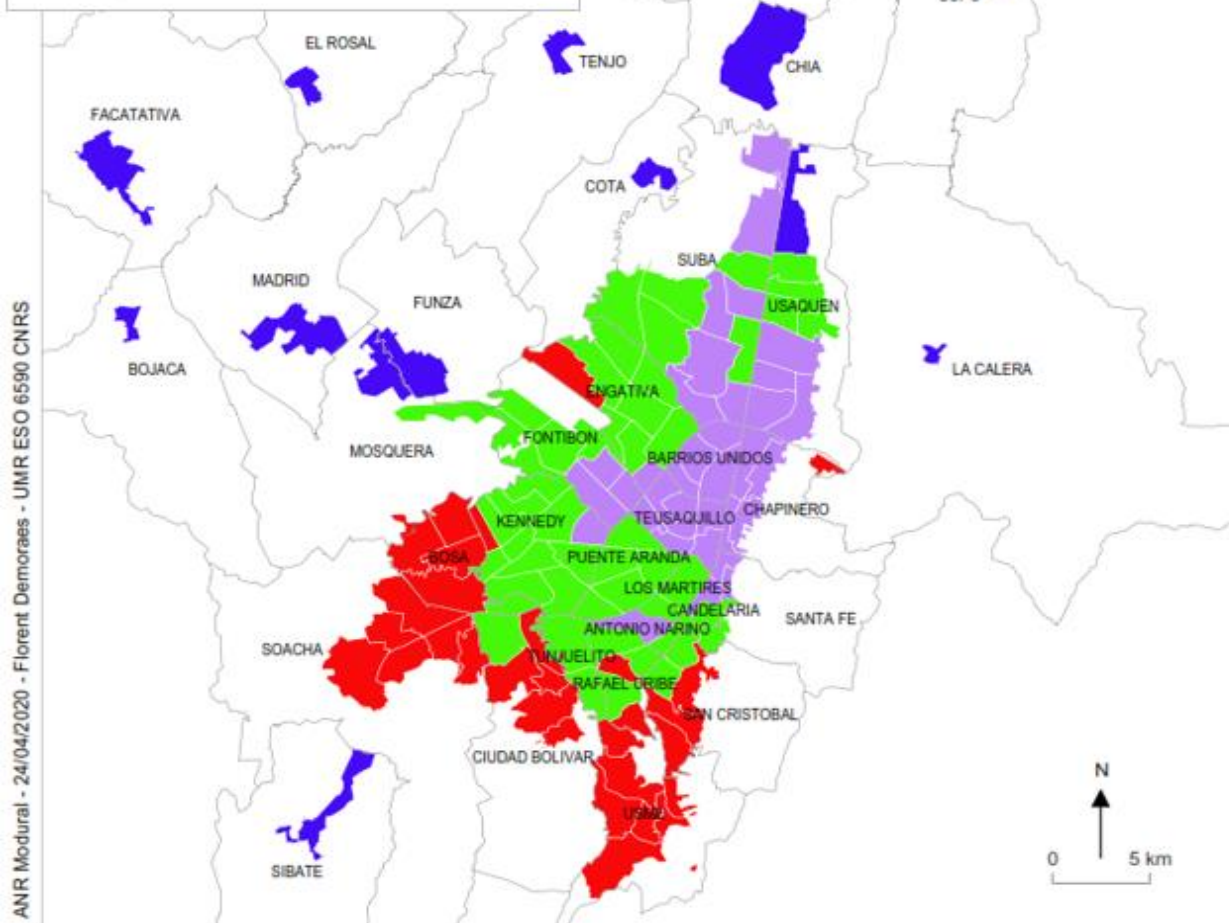 EL ROSAL
TENJO
CHIA
FACATATIVA
COTA
SUBA
MADRID
FUNZA
USAQUEN
BOJACA
LA CALERA
ENGATIVA
FONTIBON
MOSQUERA
BARRIOS UNIDOS
KENNEDY
TEUSAQUILLO
CHAPINERO
BOSA
PUENTE ARANDA
LOS MARTIRES
CANDELARIA
SANTA FE
ANTONIO NARINO
SOACHA
TUNJUELITO
RAFAEL URIBE
SAN CRISTOBAL
CIUDAD BOLIVAR
USME
SIBATE
N
0 5 km
ANR Modural - 24/04/2020 - Florent Demoraes - UMR ESO 6590 CNRS